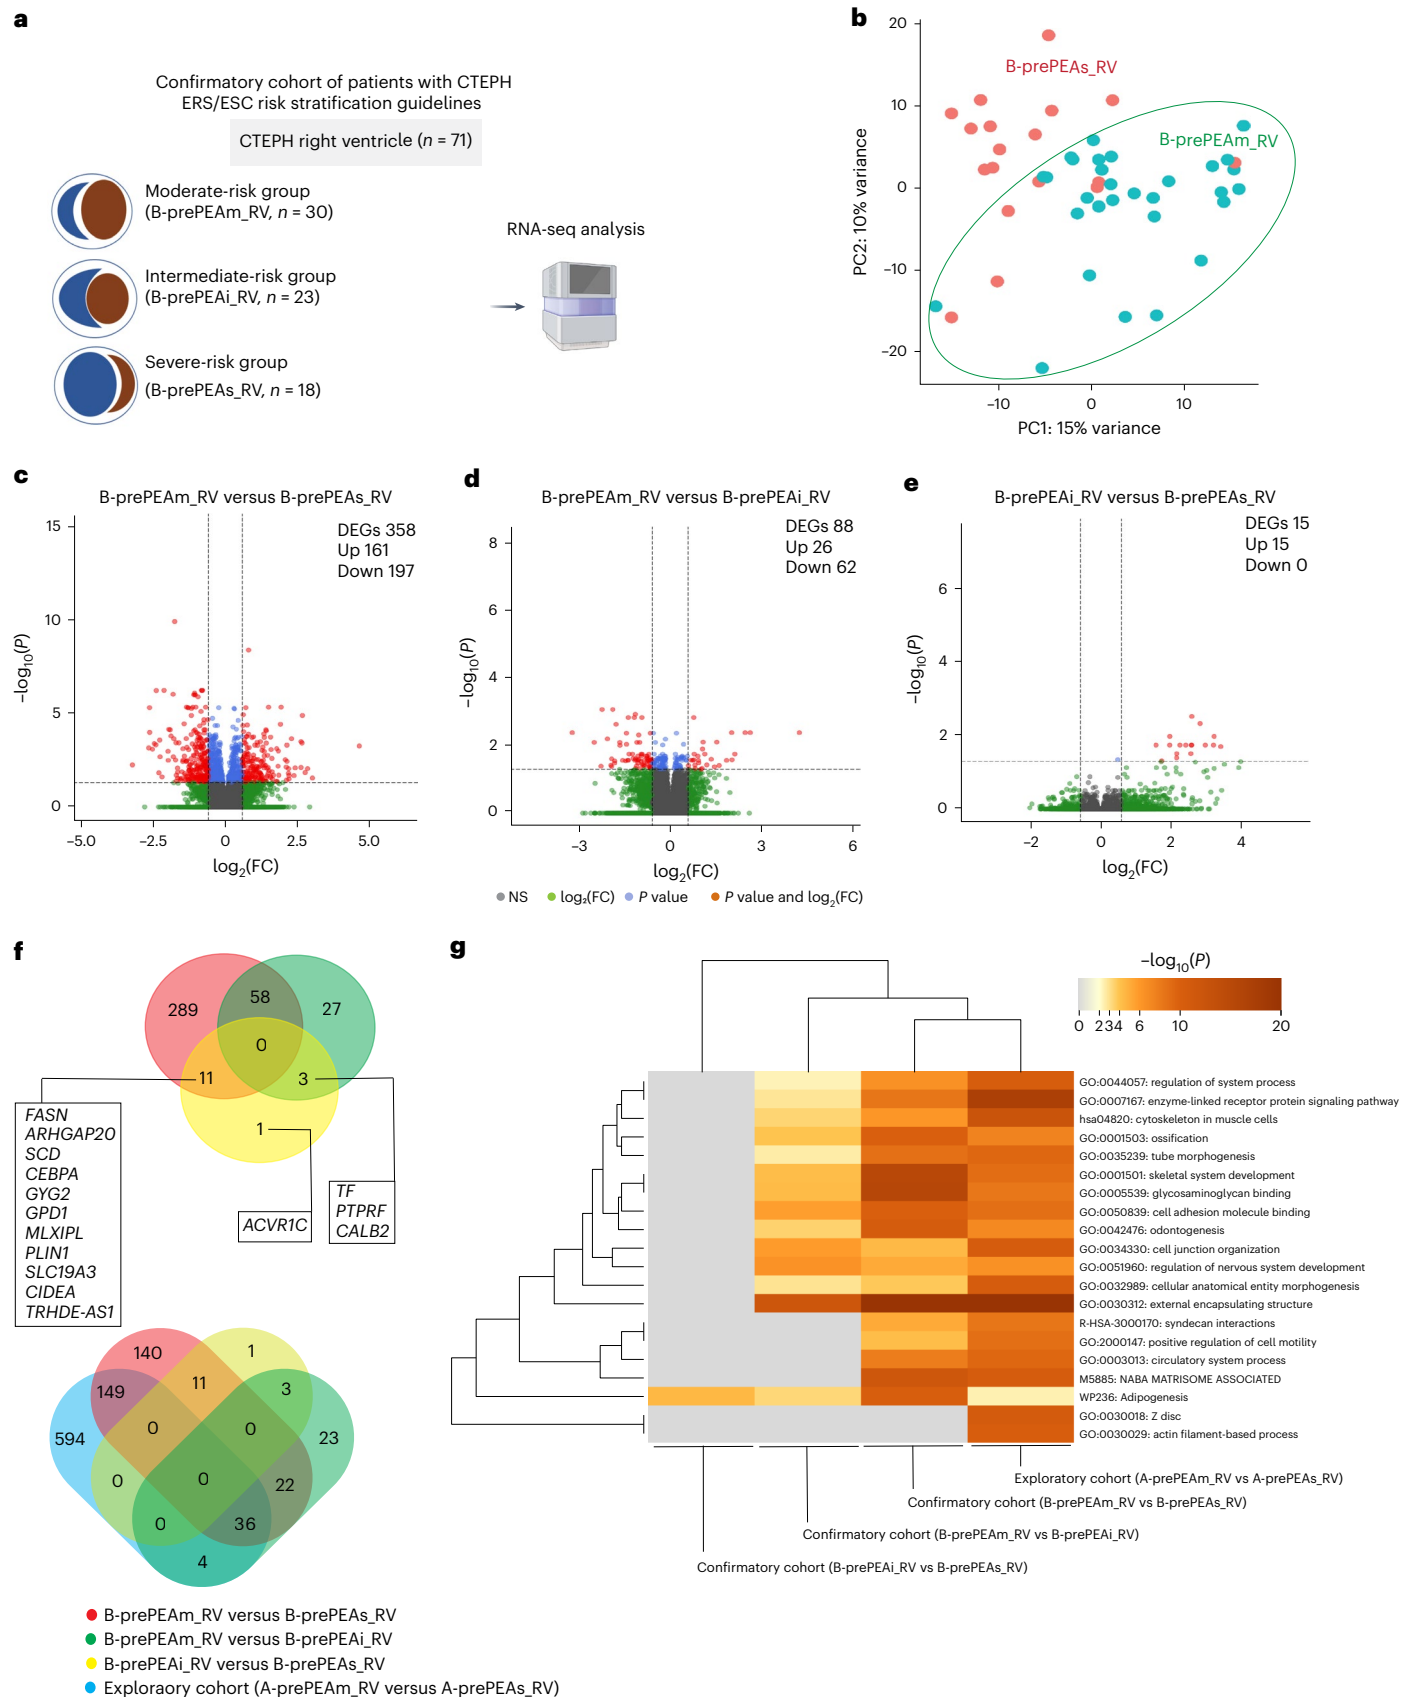 a
Confirmatory cohort of patients with CTEPH
ERS/ESC risk stratification guidelines
CTEPH right ventricle (n = 71)
Moderate-risk group
(B-prePEAm_RV, n = 30)
Intermediate-risk group
(B-prePEAi_RV, n = 23)
Severe-risk group
(B-prePEAs_RV, n = 18)
RNA-seq analysis
b
B-prePEAs_RV
B-prePEAm_RV
PC2: 10% variance
20
10
0
−10
−20
−10 0 10
PC1: 15% variance
c
B-prePEAm_RV versus B-prePEAs_RV
DEGs 358
Up 161
Down 197
−log10(P)
15
10
5
0
−5.0 −2.5 0 2.5 5.0
log2(FC)
d
B-prePEAm_RV versus B-prePEAi_RV
DEGs 88
Up 26
Down 62
−log10(P)
8
6
4
2
0
−3 0 3 6
log2(FC)
e
B-prePEAi_RV versus B-prePEAs_RV
DEGs 15
Up 15
Down 0
−log10(P)
6
4
2
0
−2 0 2 4
log2(FC)
NS log2(FC) P value P value and log2(FC)
f
289 58 27
0
11 3
1
FASN
ARHGAP20
SCD
CEBPA
GYG2
GPD1
MLXIPL
PLIN1
SLC19A3
CIDEA
TRHDE-AS1
ACVR1C
TF
PTPRF
CALB2
140 1
149 11 3
594 0 0 23
0 0 22
0 36
4
B-prePEAm_RV versus B-prePEAs_RV
B-prePEAm_RV versus B-prePEAi_RV
B-prePEAi_RV versus B-prePEAs_RV
Exploraory cohort (A-prePEAm_RV versus A-prePEAs_RV)
g
−log10(P)
0 2 3 4 6 10 20
GO:0044057: regulation of system process
GO:0007167: enzyme-linked receptor protein signaling pathway
hsa04820: cytoskeleton in muscle cells
GO:0001503: ossification
GO:0035239: tube morphogenesis
GO:0001501: skeletal system development
GO:0005539: glycosaminoglycan binding
GO:0050839: cell adhesion molecule binding
GO:0042476: odontogenesis
GO:0034330: cell junction organization
GO:0051960: regulation of nervous system development
GO:0032989: cellular anatomical entity morphogenesis
GO:0030312: external encapsulating structure
R-HSA-3000170: syndecan interactions
GO:2000147: positive regulation of cell motility
GO:0003013: circulatory system process
M5885: NABA MATRISOME ASSOCIATED
WP236: Adipogenesis
GO:0030018: Z disc
GO:0030029: actin filament-based process
Exploratory cohort (A-prePEAm_RV vs A-prePEAs_RV)
Confirmatory cohort (B-prePEAm_RV vs B-prePEAs_RV)
Confirmatory cohort (B-prePEAm_RV vs B-prePEAi_RV)
Confirmatory cohort (B-prePEAi_RV vs B-prePEAs_RV)